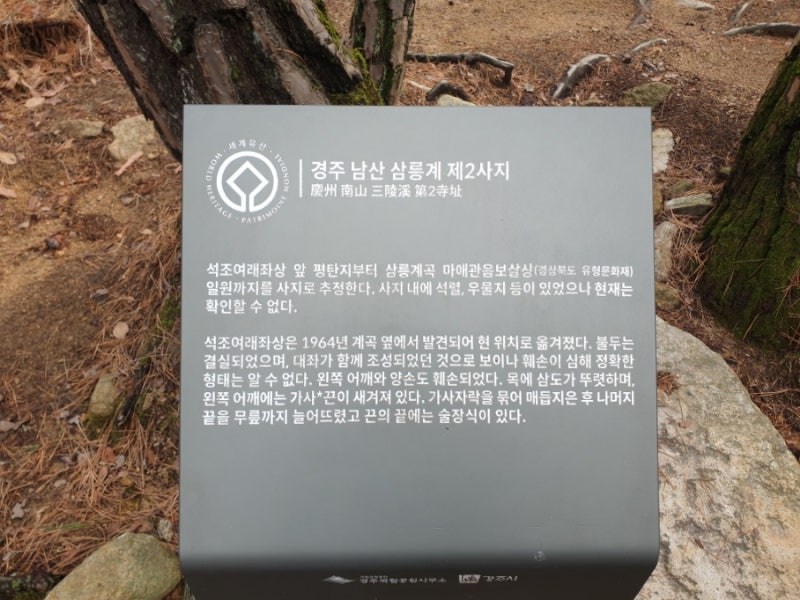 세계유산 · WORLD HERITAGE · PATRIMOINE MONDIAL
경주 남산 삼릉계 제2사지
慶州 南山 三陵溪 第2寺址
석조여래좌상 앞 평탄지부터 삼릉계곡 마애관음보살상(경상북도 유형문화재)
일원까지를 사지로 추정한다. 사지 내에 석렬, 우물지 등이 있었으나 현재는
확인할 수 없다.
석조여래좌상은 1964년 계곡 옆에서 발견되어 현 위치로 옮겨졌다. 불두는
결실되었으며, 대좌가 함께 조성되었던 것으로 보이나 훼손이 심해 정확한
형태는 알 수 없다. 왼쪽 어깨와 양손도 훼손되었다. 목에 삼도가 뚜렷하며,
왼쪽 어깨에는 가사*끈이 새겨져 있다. 가사자락을 묶어 매듭지은 후 나머지
끝을 무릎까지 늘어뜨렸고 끈의 끝에는 술장식이 있다.
경주국립공원사무소 경주시